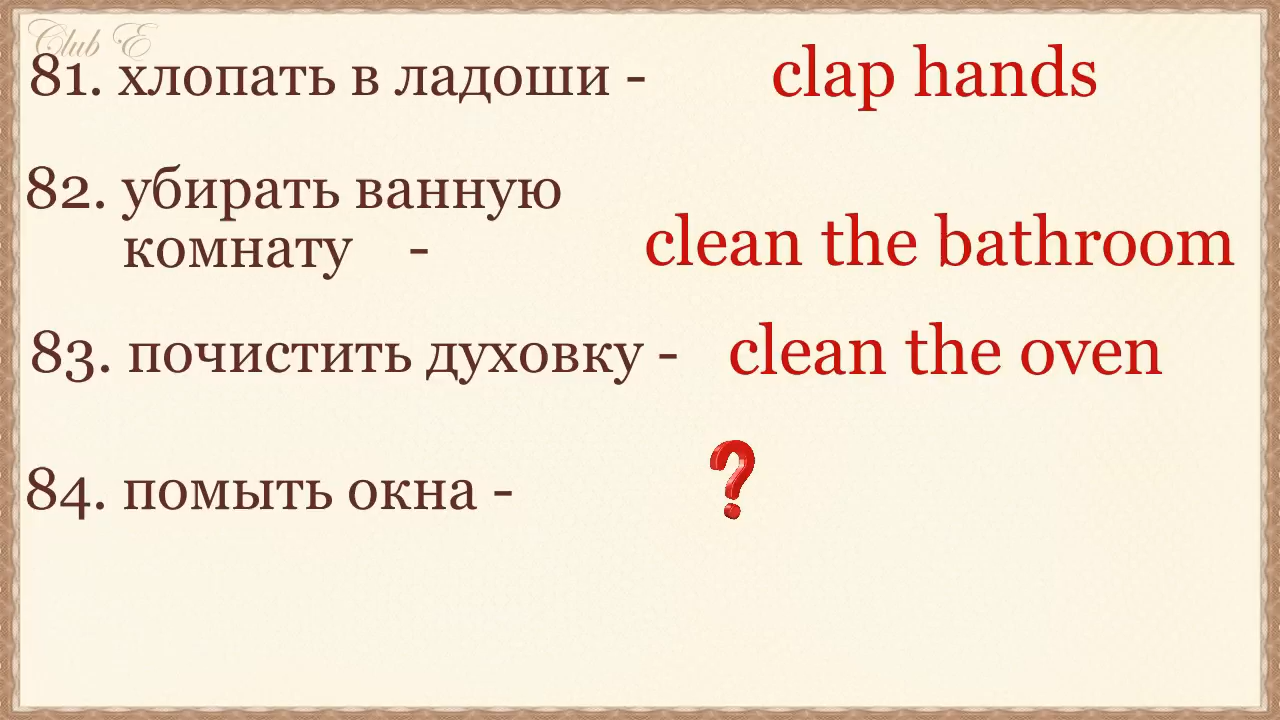 Club E
81. хлопать в ладоши - clap hands
82. убирать ванную
комнату - clean the bathroom
83. почистить духовку - clean the oven
84. помыть окна - ?